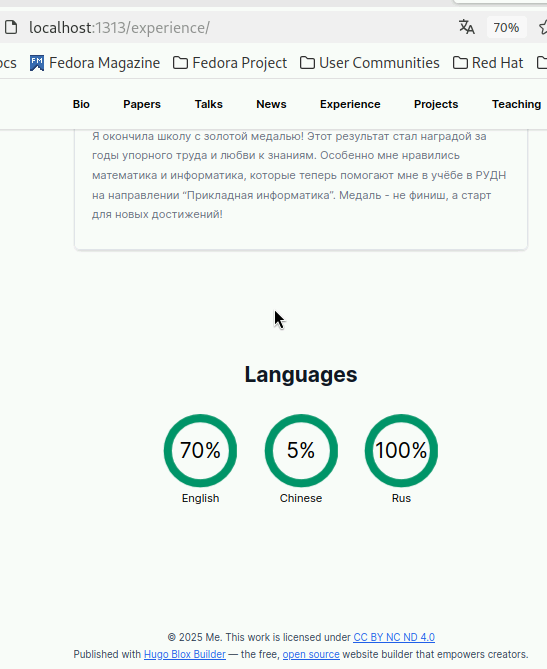 localhost:1313/experience/ 70%
ocs Fedora Magazine Fedora Project User Communities Red Hat
Bio Papers Talks News Experience Projects Teaching
Я окончила школу с золотой медалью! Этот результат стал наградой за
годы упорного труда и любви к знаниям. Особенно мне нравились
математика и информатика, которые теперь помогают мне в учёбе в РУДН
на направлении “Прикладная информатика”. Медаль - не финиш, а старт
для новых достижений!
Languages
70% 5% 100%
English Chinese Rus
© 2025 Me. This work is licensed under CC BY NC ND 4.0
Published with Hugo Blox Builder — the free, open source website builder that empowers creators.